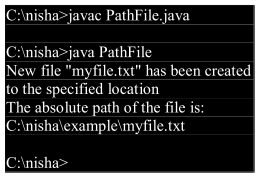 C:\nisha>javac PathFile.java
C:\nisha>java PathFile
New file "myfile.txt" has been created
to the specified location
The absolute path of the file is:
C:\nisha\example\myfile.txt
C:\nisha>